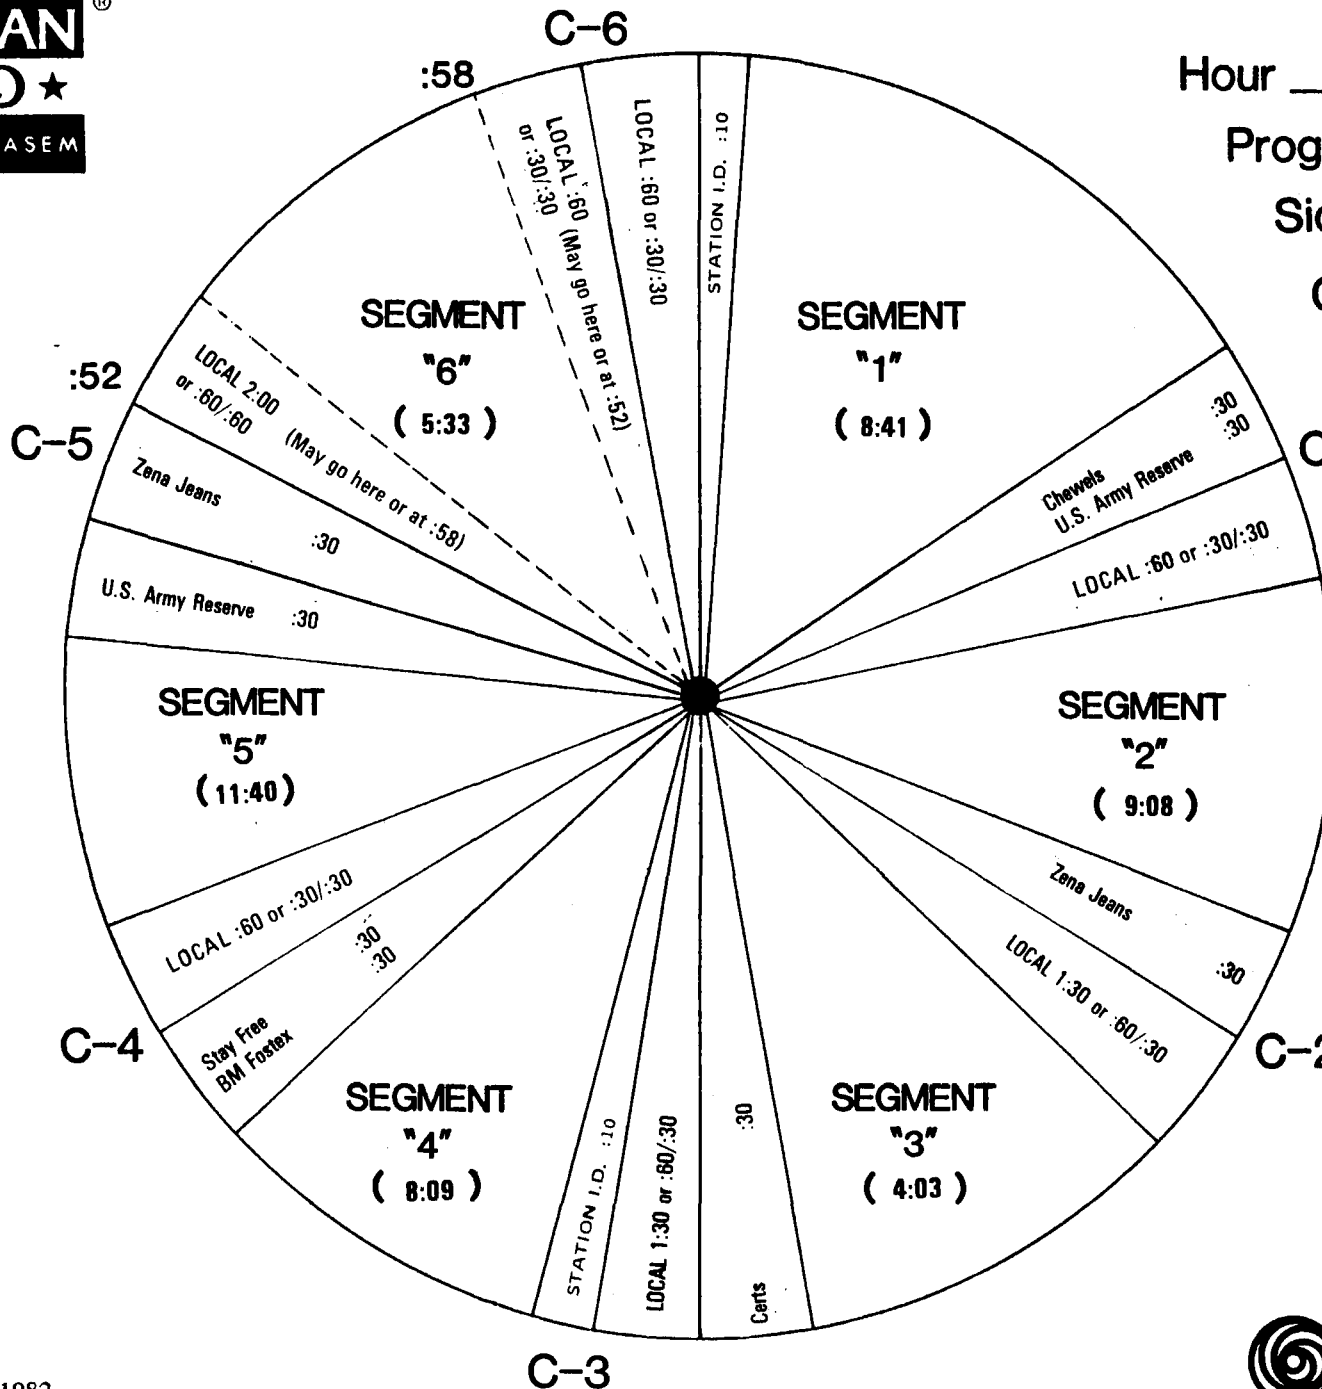 AN
®
ASEM
Hour
C-6
:58
STATION I.D. :10
SEGMENT
"1"
( 8:41 )
Chewels :30
U.S. Army Reserve :30
LOCAL :60 or :30/:30
SEGMENT
"2"
( 9:08 )
Zena Jeans :30
LOCAL 1:30 or :60/:30
SEGMENT
"3"
( 4:03 )
Certs :30
C-3
LOCAL 1:30 or :60/:30
STATION I.D. :10
SEGMENT
"4"
( 8:09 )
Stay Free :30
BM Fostex :30
C-4
LOCAL :60 or :30/:30
SEGMENT
"5"
( 11:40 )
U.S. Army Reserve :30
Zena Jeans :30
C-5
:52
LOCAL 2:00
or :60/:60 (May go here or at :58)
SEGMENT
"6"
( 5:33 )
LOCAL :60 (May go here or at :52)
or :30/:30
LOCAL :60 or :30/:30